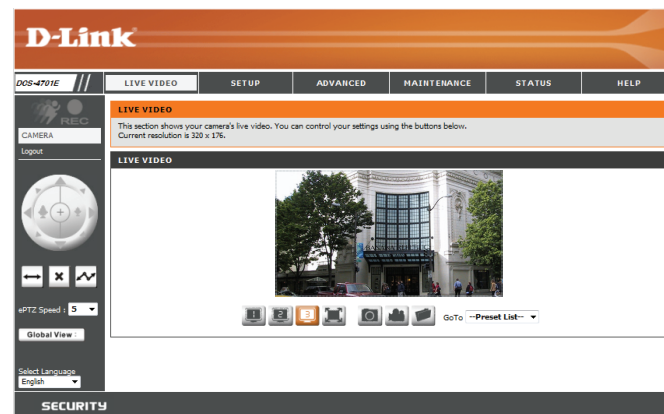 D-Link
DCS-4701E // LIVE VIDEO SETUP ADVANCED MAINTENANCE STATUS HELP
REC
CAMERA
Logout
LIVE VIDEO
This section shows your camera's live video. You can control your settings using the buttons below.
Current resolution is 320 x 176.
LIVE VIDEO
1 2 3 GoTo --Preset List--
ePTZ Speed : 5
Global View :
Select Language
English
SECURITY